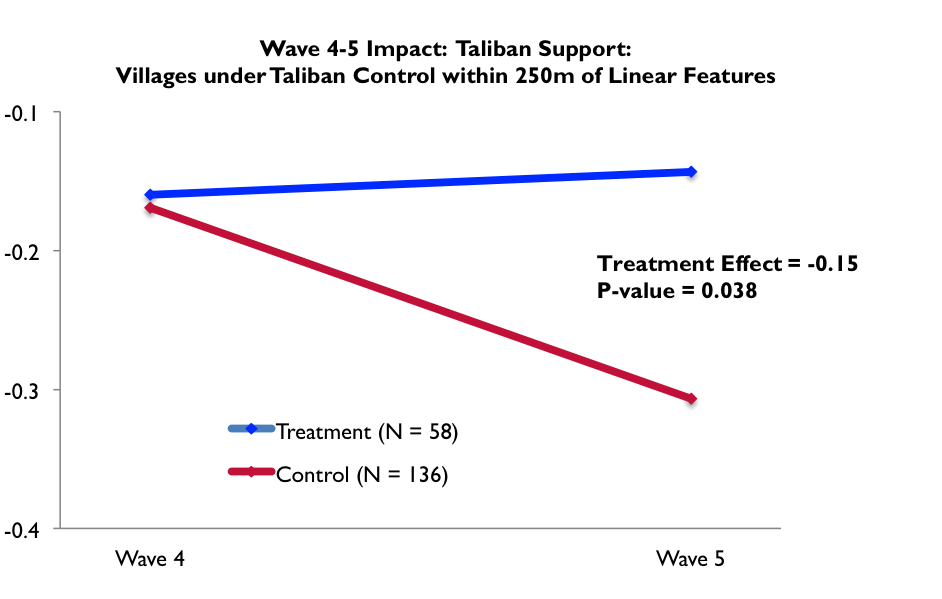 Wave 4-5 Impact: Taliban Support:
Villages under Taliban Control within 250m of Linear Features
-0.1
-0.2
Treatment Effect = -0.15
P-value = 0.038
-0.3
Treatment (N = 58)
Control (N = 136)
-0.4
Wave 4
Wave 5